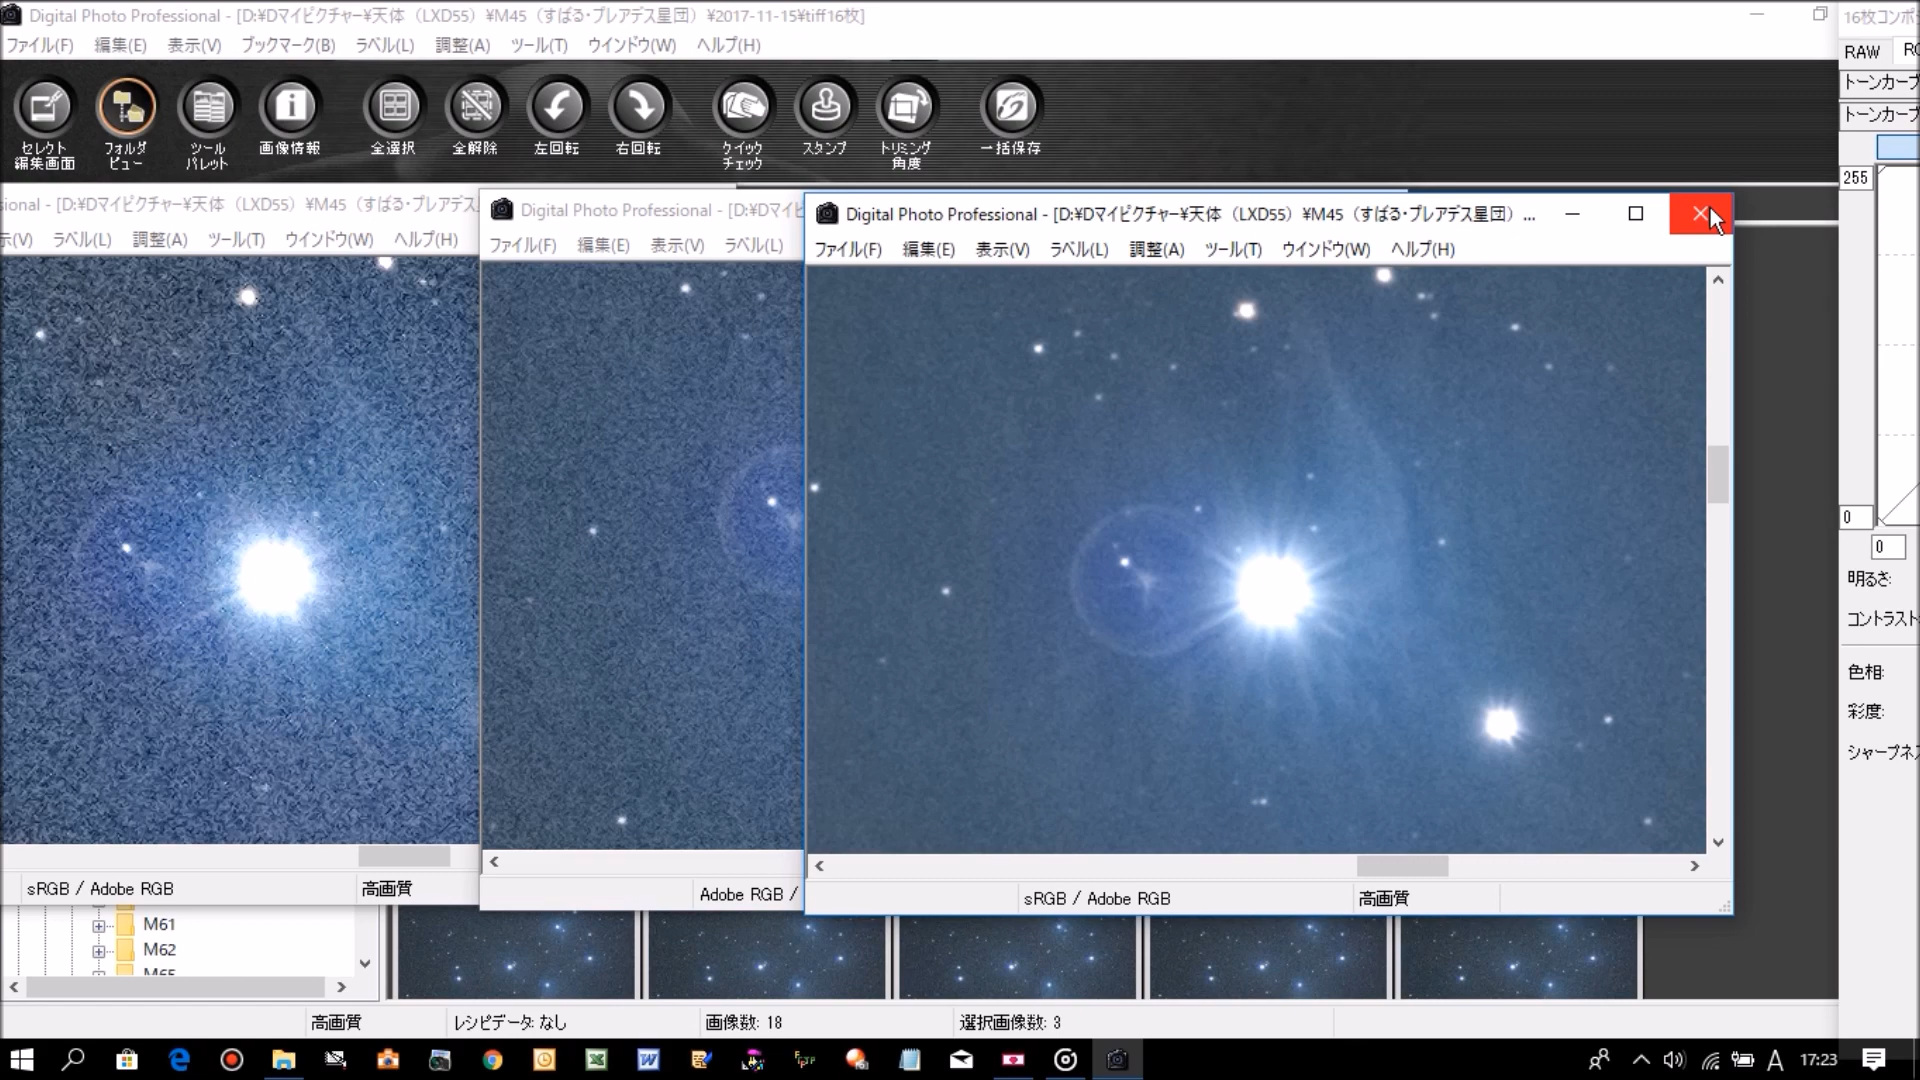 Digital Photo Professional - [D:¥Dマイピクチャー¥天体（LXD55）¥M45（すばる・プレアデス星団）¥2017-11-15¥tiff16枚]
ファイル(F) 編集(E) 表示(V) ブックマーク(B) ラベル(L) 調整(A) ツール(T) ウインドウ(W) ヘルプ(H)
セレクト
編集画面
フォルダ
ビュー
ツール
パレット
画像情報
全選択
全解除
左回転
右回転
クイック
チェック
スタンプ
トリミング
角度
一括保存
16枚コンポ
RAW
トーンカーブ
トーンカーブ
255
0
0
明るさ:
コントラスト:
色相:
彩度:
シャープネス
sional - [D:¥Dマイピクチャー¥天体（LXD55）¥M45（すばる・プレアデス
示(V) ラベル(L) 調整(A) ツール(T) ウインドウ(W) ヘルプ(H)
sRGB / Adobe RGB 高画質
Digital Photo Professional - [D:¥Dマイピ
ファイル(F) 編集(E) 表示(V) ラベル(L)
Adobe RGB /
Digital Photo Professional - [D:¥Dマイピクチャー¥天体（LXD55）¥M45（すばる・プレアデス星団） ...
ファイル(F) 編集(E) 表示(V) ラベル(L) 調整(A) ツール(T) ウインドウ(W) ヘルプ(H)
sRGB / Adobe RGB 高画質
M61
M62
M65
高画質 レシピデータ: なし 画像数: 18 選択画像数: 3
A 17:23